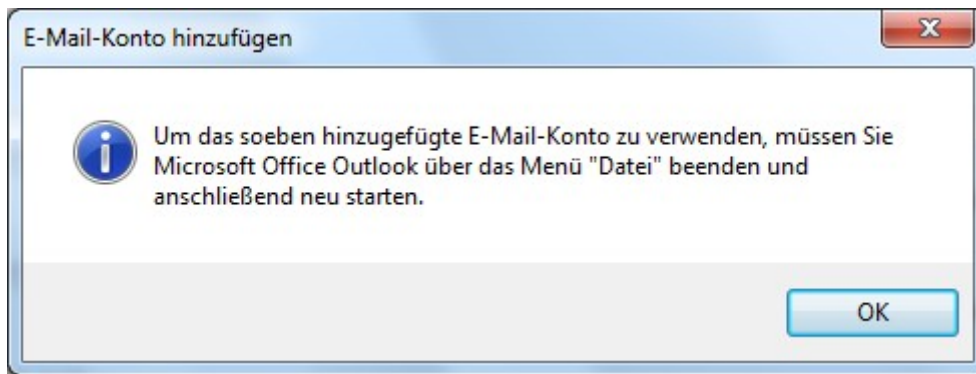 E-Mail-Konto hinzufügen
Um das soeben hinzugefügte E-Mail-Konto zu verwenden, müssen Sie
Microsoft Office Outlook über das Menü "Datei" beenden und
anschließend neu starten.
OK